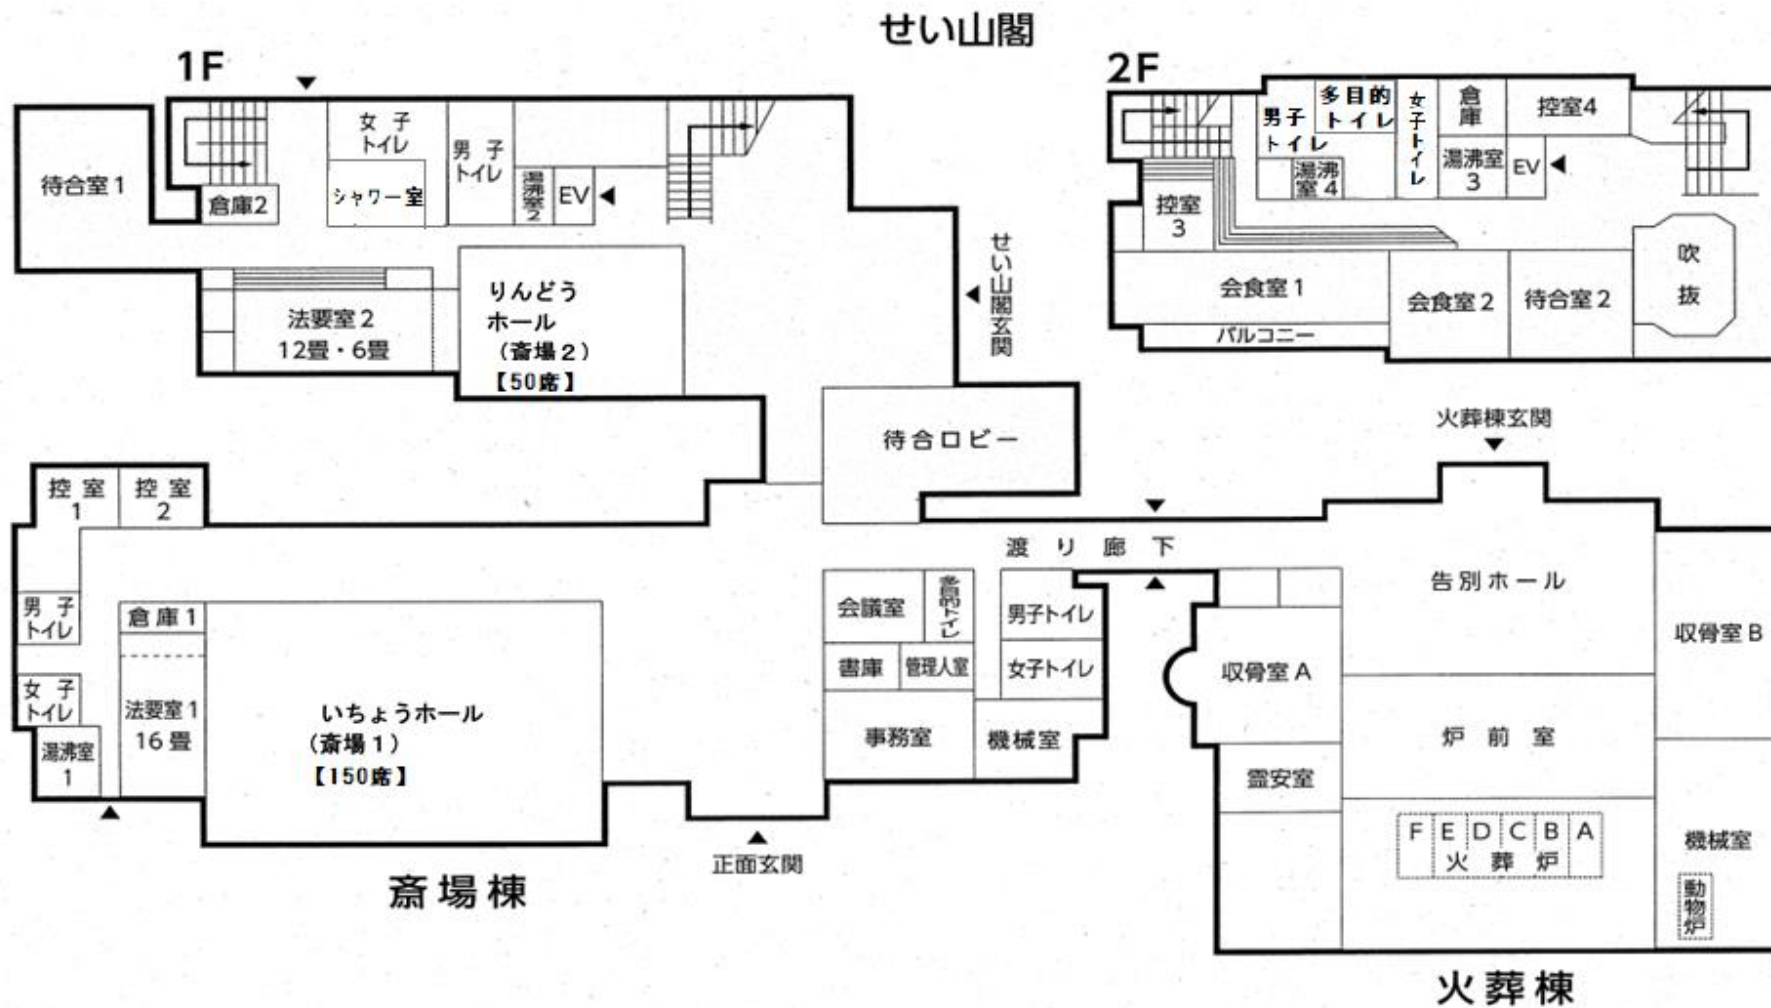 せい山閣
1F
待合室1
倉庫2
女子
トイレ
シャワー室
男子
トイレ
湯沸室2
EV
せい山閣玄関
法要室2
12畳・6畳
りんどう
ホール
(斎場2)
【50席】
待合ロビー
2F
男子
トイレ
多目的
トイレ
女子トイレ
倉庫
控室4
湯沸
室4
湯沸室
3
EV
控室
3
会食室1
バルコニー
会食室2
待合室2
吹
抜
控室
1
控室
2
男子
トイレ
女子
トイレ
湯沸室
1
倉庫1
法要室1
16畳
いちょうホール
(斎場1)
【150席】
正面玄関
斎場棟
渡り廊下
会議室
多目的トイレ
男子トイレ
書庫
管理人室
女子トイレ
事務室
機械室
火葬棟玄関
告別ホール
収骨室A
収骨室B
炉前室
霊安室
F E D C B A
火葬炉
機械室
動物炉
火葬棟